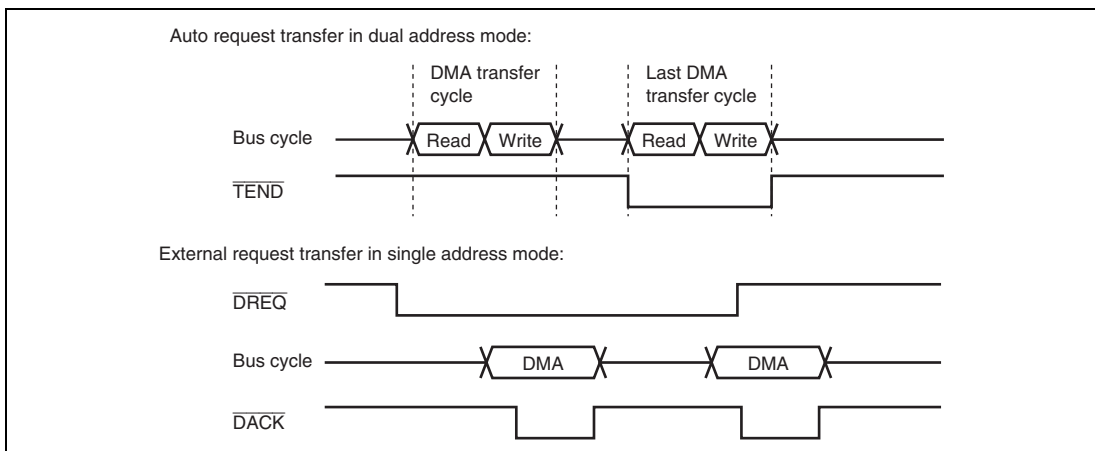 Auto request transfer in dual address mode:
DMA transfer
cycle
Last DMA
transfer cycle
Bus cycle
Read
Write
Read
Write
TEND
External request transfer in single address mode:
DREQ
Bus cycle
DMA
DMA
DACK